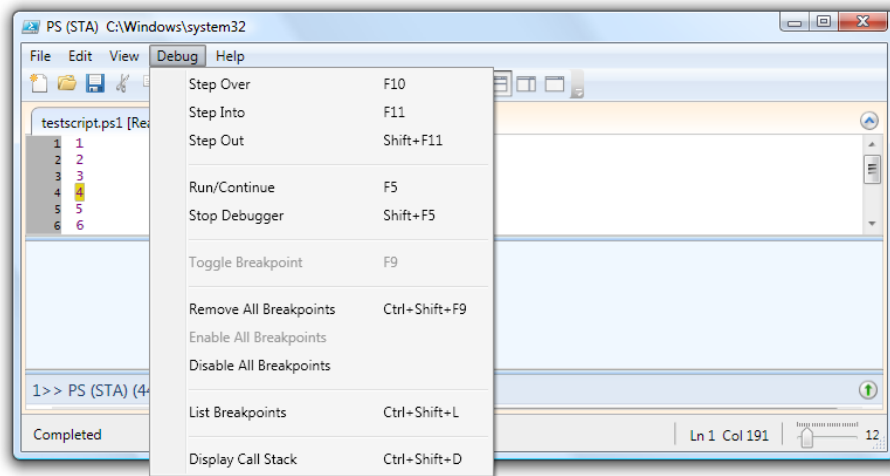 PS (STA) C:\Windows\system32
File Edit View Debug Help
Step Over F10
Step Into F11
Step Out Shift+F11
Run/Continue F5
Stop Debugger Shift+F5
Toggle Breakpoint F9
Remove All Breakpoints Ctrl+Shift+F9
Enable All Breakpoints
Disable All Breakpoints
List Breakpoints Ctrl+Shift+L
Display Call Stack Ctrl+Shift+D
testscript.ps1 [Rea
1 1
2 2
3 3
4 4
5 5
6 6
1>> PS (STA) (44
Completed Ln 1 Col 191 12